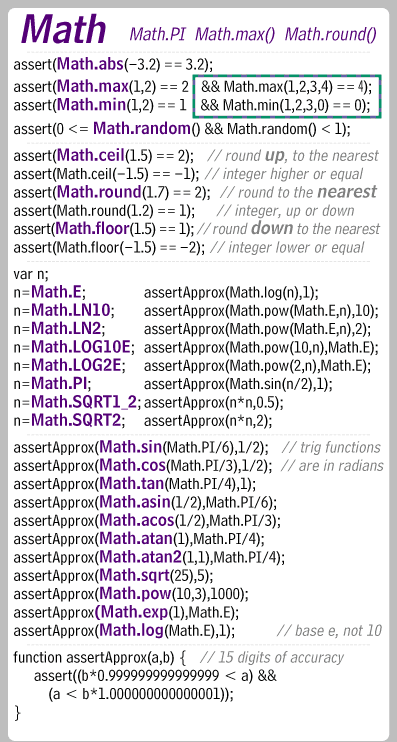 Math Math.PI Math.max() Math.round()
assert(Math.abs(−3.2) == 3.2);
assert(Math.max(1,2) == 2 && Math.max(1,2,3,4) == 4);
assert(Math.min(1,2) == 1 && Math.min(1,2,3,0) == 0);
assert(0 <= Math.random() && Math.random() < 1);
assert(Math.ceil(1.5) == 2); // round up, to the nearest
assert(Math.ceil(−1.5) == −1); // integer higher or equal
assert(Math.round(1.7) == 2); // round to the nearest
assert(Math.round(1.2) == 1); // integer, up or down
assert(Math.floor(1.5) == 1); // round down to the nearest
assert(Math.floor(−1.5) == −2); // integer lower or equal
var n;
n=Math.E; assertApprox(Math.log(n),1);
n=Math.LN10; assertApprox(Math.pow(Math.E,n),10);
n=Math.LN2; assertApprox(Math.pow(Math.E,n),2);
n=Math.LOG10E; assertApprox(Math.pow(10,n),Math.E);
n=Math.LOG2E; assertApprox(Math.pow(2,n),Math.E);
n=Math.PI; assertApprox(Math.sin(n/2),1);
n=Math.SQRT1_2; assertApprox(n*n,0.5);
n=Math.SQRT2; assertApprox(n*n,2);
assertApprox(Math.sin(Math.PI/6),1/2); // trig functions
assertApprox(Math.cos(Math.PI/3),1/2); // are in radians
assertApprox(Math.tan(Math.PI/4),1);
assertApprox(Math.asin(1/2),Math.PI/6);
assertApprox(Math.acos(1/2),Math.PI/3);
assertApprox(Math.atan(1),Math.PI/4);
assertApprox(Math.atan2(1,1),Math.PI/4);
assertApprox(Math.sqrt(25),5);
assertApprox(Math.pow(10,3),1000);
assertApprox(Math.exp(1),Math.E);
assertApprox(Math.log(Math.E),1); // base e, not 10
function assertApprox(a,b) { // 15 digits of accuracy
assert((b*0.999999999999999 < a) &&
(a < b*1.000000000000001));
}